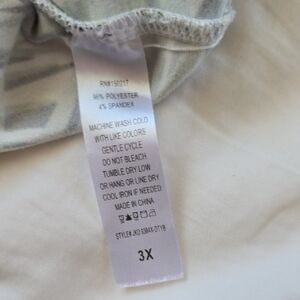 RN#150217
96% POLYESTER
4% SPANDEX
MACHINE WASH COLD
WITH LIKE COLORS
GENTLE CYCLE
DO NOT BLEACH
TUMBLE DRY LOW
OR HANG OR LINE DRY
COOL IRON IF NEEDED
MADE IN CHINA
3X